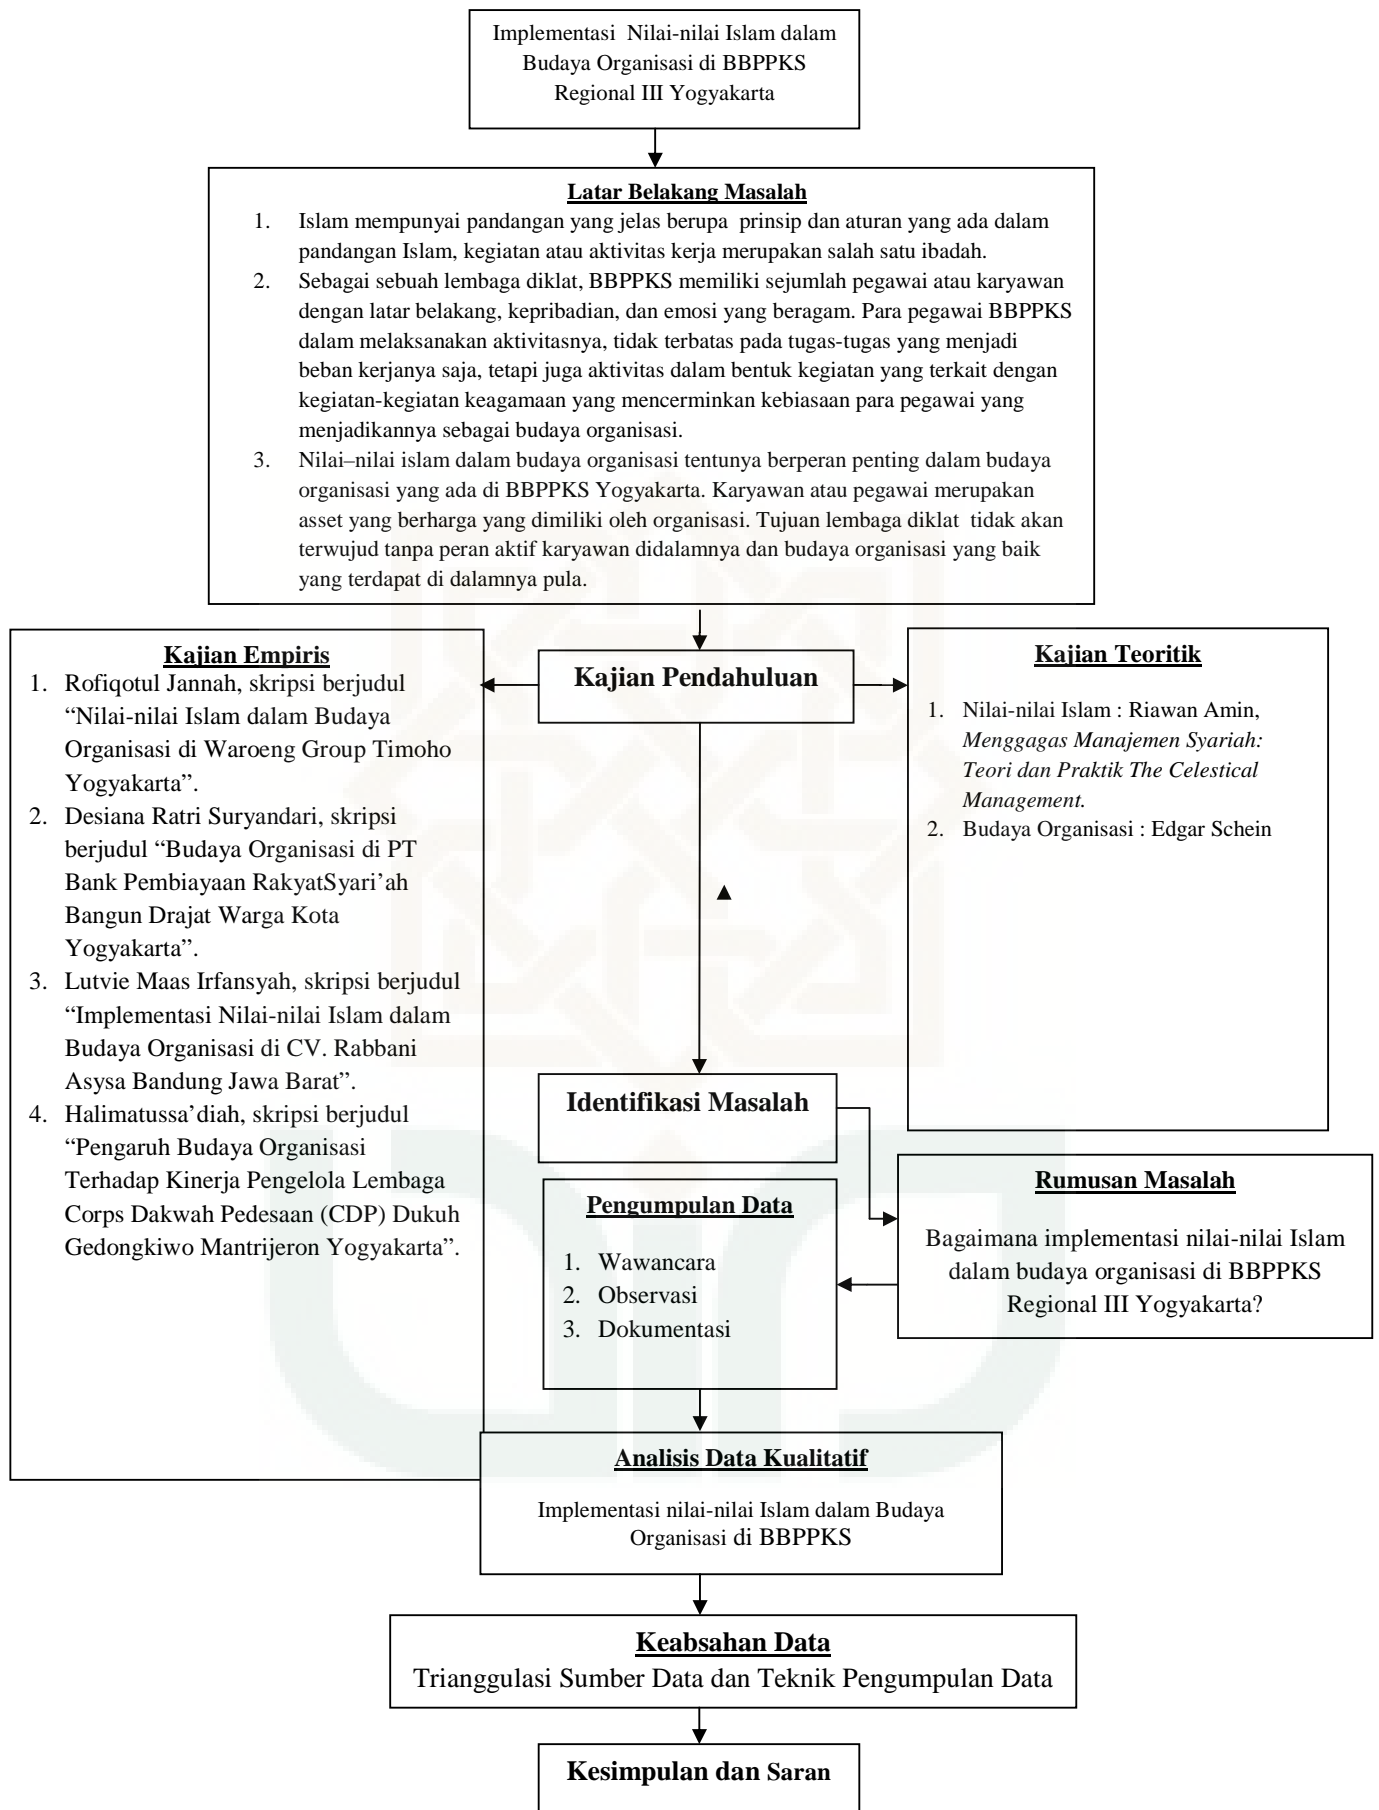 Implementasi Nilai-nilai Islam dalam
Budaya Organisasi di BBPPKS
Regional III Yogyakarta
Latar Belakang Masalah
1. Islam mempunyai pandangan yang jelas berupa prinsip dan aturan yang ada dalam
pandangan Islam, kegiatan atau aktivitas kerja merupakan salah satu ibadah.
2. Sebagai sebuah lembaga diklat, BBPPKS memiliki sejumlah pegawai atau karyawan
dengan latar belakang, kepribadian, dan emosi yang beragam. Para pegawai BBPPKS
dalam melaksanakan aktivitasnya, tidak terbatas pada tugas-tugas yang menjadi
beban kerjanya saja, tetapi juga aktivitas dalam bentuk kegiatan yang terkait dengan
kegiatan-kegiatan keagamaan yang mencerminkan kebiasaan para pegawai yang
menjadikannya sebagai budaya organisasi.
3. Nilai–nilai islam dalam budaya organisasi tentunya berperan penting dalam budaya
organisasi yang ada di BBPPKS Yogyakarta. Karyawan atau pegawai merupakan
asset yang berharga yang dimiliki oleh organisasi. Tujuan lembaga diklat tidak akan
terwujud tanpa peran aktif karyawan didalamnya dan budaya organisasi yang baik
yang terdapat di dalamnya pula.
Kajian Empiris
1. Rofiqotul Jannah, skripsi berjudul
“Nilai-nilai Islam dalam Budaya
Organisasi di Waroeng Group Timoho
Yogyakarta”.
2. Desiana Ratri Suryandari, skripsi
berjudul “Budaya Organisasi di PT
Bank Pembiayaan RakyatSyari’ah
Bangun Drajat Warga Kota
Yogyakarta”.
3. Lutvie Maas Irfansyah, skripsi berjudul
“Implementasi Nilai-nilai Islam dalam
Budaya Organisasi di CV. Rabbani
Asysa Bandung Jawa Barat”.
4. Halimatussa’diah, skripsi berjudul
“Pengaruh Budaya Organisasi
Terhadap Kinerja Pengelola Lembaga
Corps Dakwah Pedesaan (CDP) Dukuh
Gedongkiwo Mantrijeron Yogyakarta”.
Kajian Pendahuluan
Kajian Teoritik
1. Nilai-nilai Islam : Riawan Amin,
Menggagas Manajemen Syariah:
Teori dan Praktik The Celestical
Management.
2. Budaya Organisasi : Edgar Schein
Identifikasi Masalah
Rumusan Masalah
Bagaimana implementasi nilai-nilai Islam
dalam budaya organisasi di BBPPKS
Regional III Yogyakarta?
Pengumpulan Data
1. Wawancara
2. Observasi
3. Dokumentasi
Analisis Data Kualitatif
Implementasi nilai-nilai Islam dalam Budaya
Organisasi di BBPPKS
Keabsahan Data
Trianggulasi Sumber Data dan Teknik Pengumpulan Data
Kesimpulan dan Saran